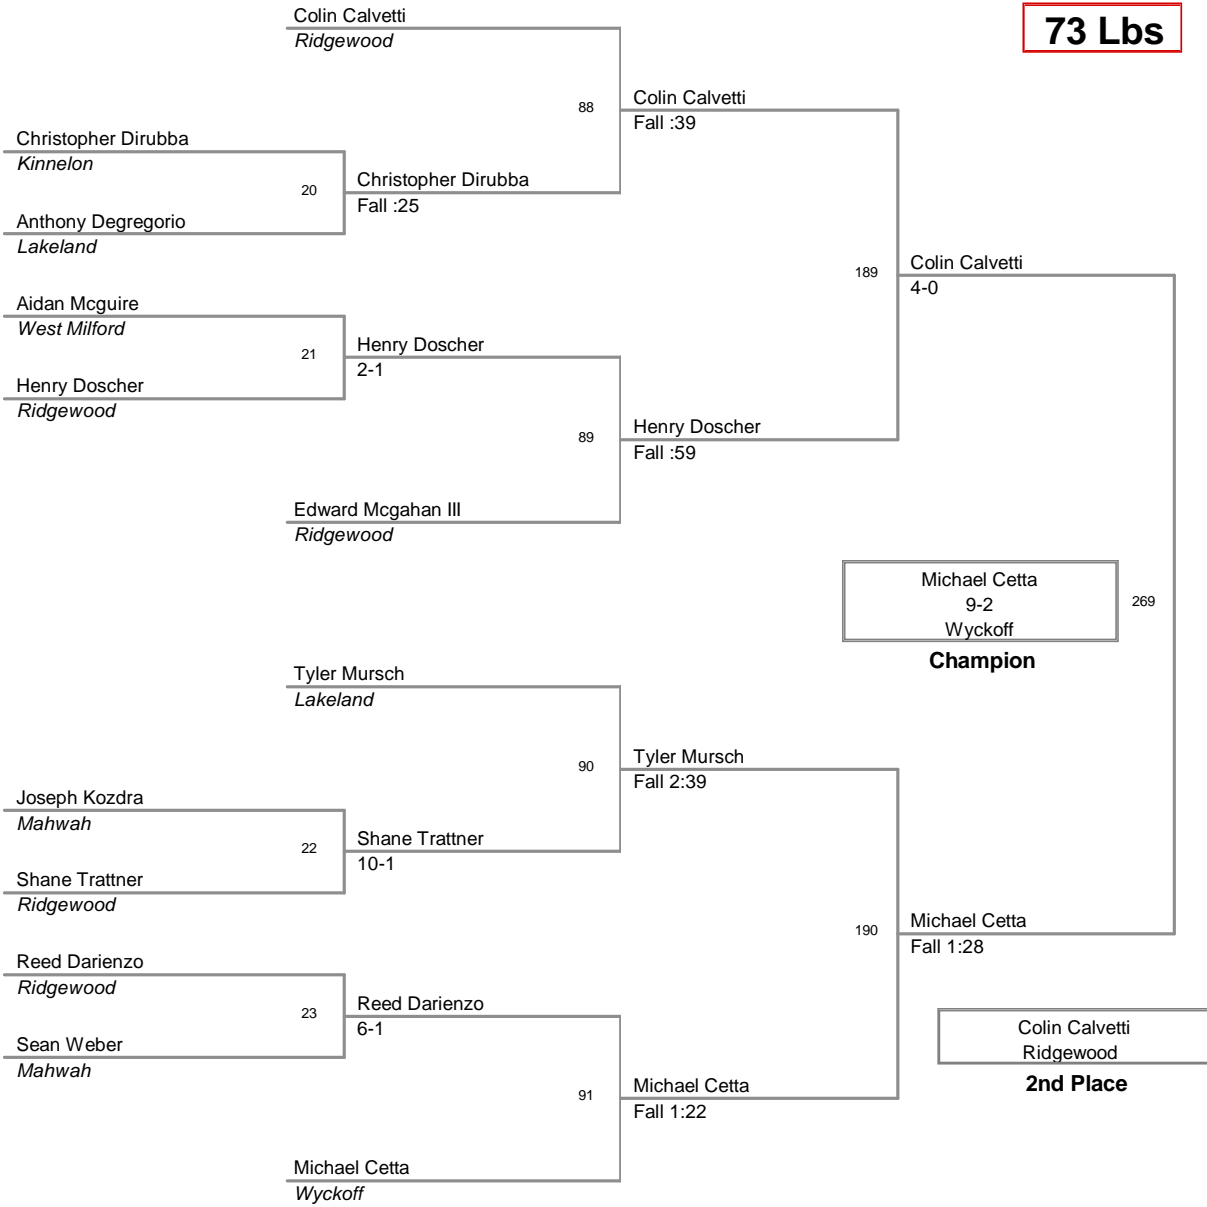 Colin Calvetti
Ridgewood
73 Lbs
88
Colin Calvetti
Fall :39
Christopher Dirubba
Kinnelon
20
Christopher Dirubba
Fall :25
Anthony Degregorio
Lakeland
189
Colin Calvetti
4-0
Aidan Mcguire
West Milford
21
Henry Doscher
2-1
Henry Doscher
Ridgewood
89
Henry Doscher
Fall :59
Edward Mcgahan III
Ridgewood
Michael Cetta
9-2
Wyckoff
269
Champion
Tyler Mursch
Lakeland
90
Tyler Mursch
Fall 2:39
Joseph Kozdra
Mahwah
22
Shane Trattner
10-1
Shane Trattner
Ridgewood
190
Michael Cetta
Fall 1:28
Reed Darienzo
Ridgewood
23
Reed Darienzo
6-1
Sean Weber
Mahwah
Colin Calvetti
Ridgewood
2nd Place
91
Michael Cetta
Fall 1:22
Michael Cetta
Wyckoff